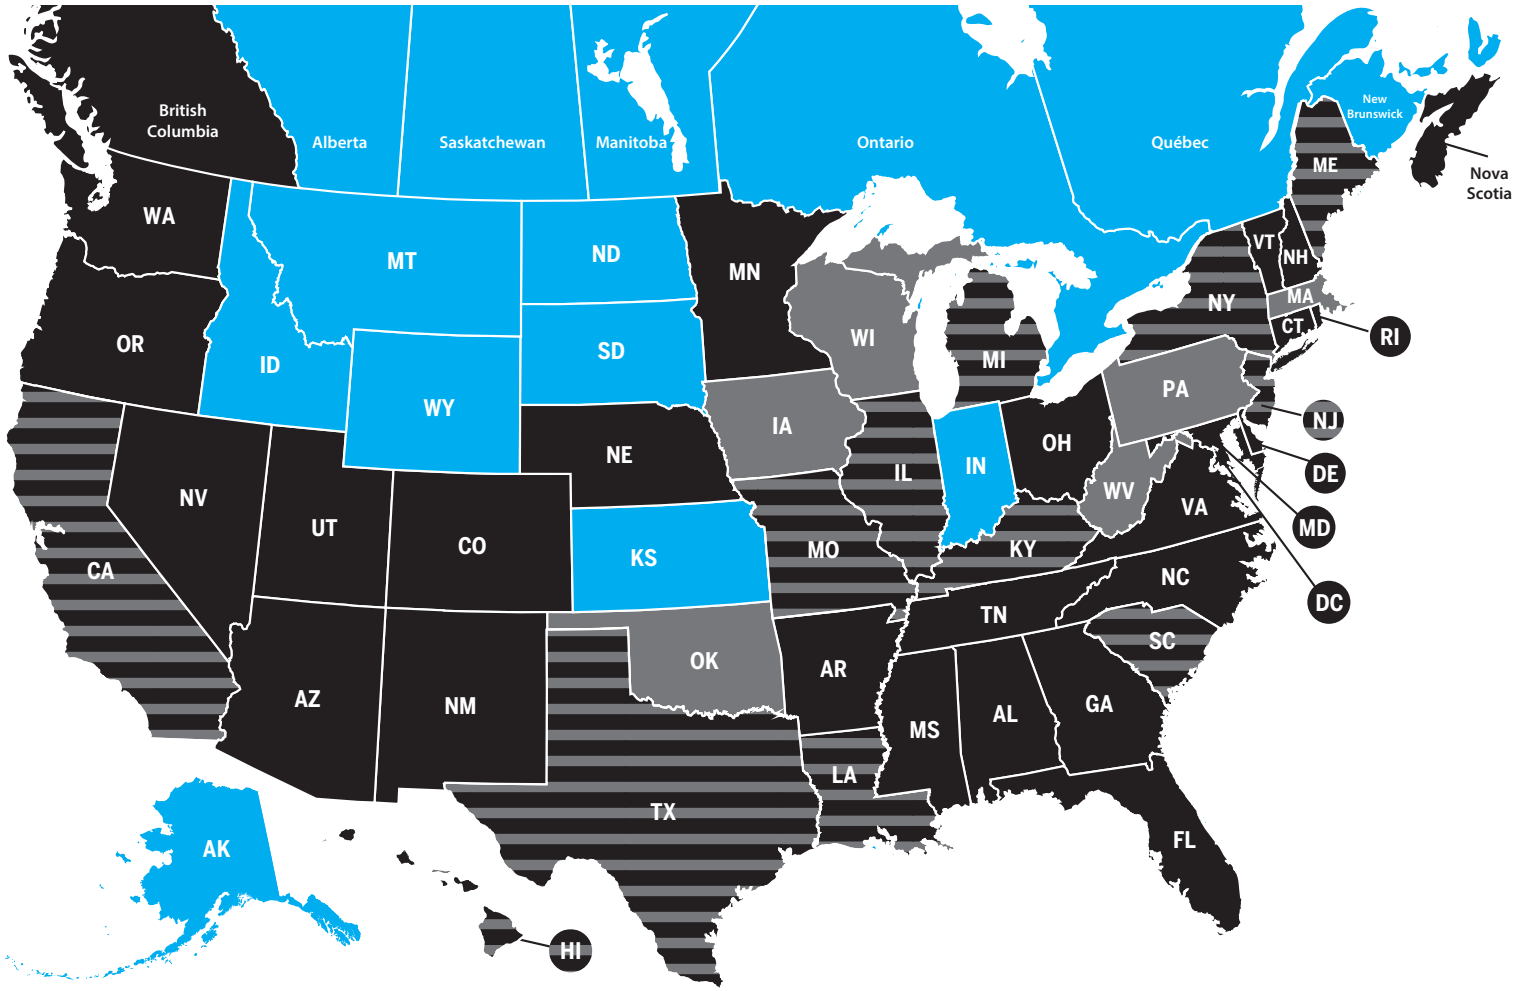 British
Columbia
Alberta
Saskatchewan
Manitoba
Ontario
Québec
New
Brunswick
Nova
Scotia
ME
WA
MT
ND
MN
VT
NH
MA
NY
CT
RI
OR
ID
SD
WI
MI
PA
WY
IA
NJ
NE
OH
IL
IN
DE
WV
NV
UT
CO
KS
MO
KY
VA
MD
CA
NC
DC
TN
SC
AZ
NM
OK
AR
MS
AL
GA
LA
TX
FL
AK
HI